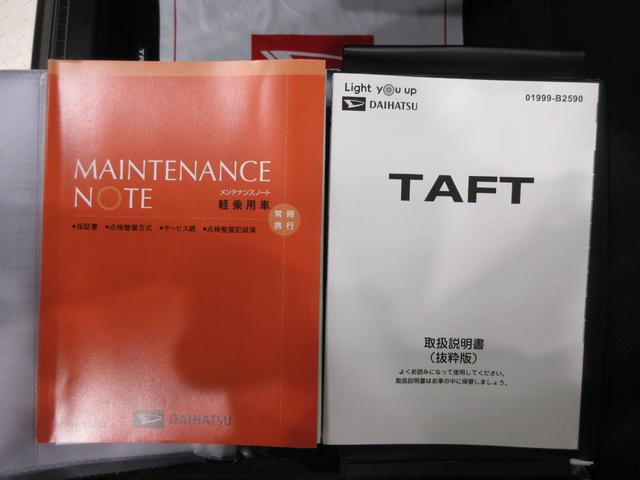 MAINTENANCE
NOTE
メンテナンスノート
軽乗用車
常時
携行
●保証書 ●点検整備方式 ●サービス網 ●点検整備記録簿
DAIHATSU
Light you up
DAIHATSU
01999-B2590
TAFT
取扱説明書
(抜粋版)
よくお読みになって使用してください。
取扱説明書はお車の中に保管しましょう。